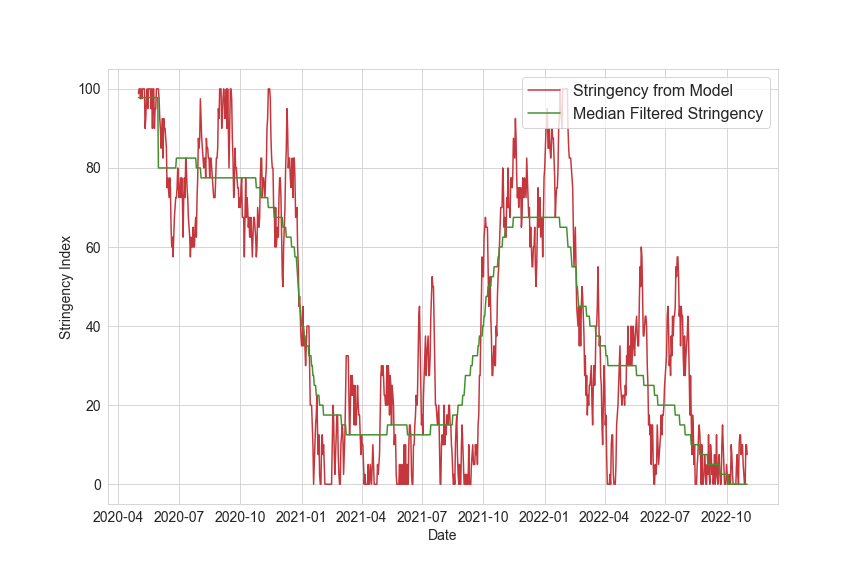 Stringency from Model
Median Filtered Stringency
100
80
60
40
20
0
Stringency Index
2020-04 2020-07 2020-10 2021-01 2021-04 2021-07 2021-10 2022-01 2022-04 2022-07 2022-10
Date